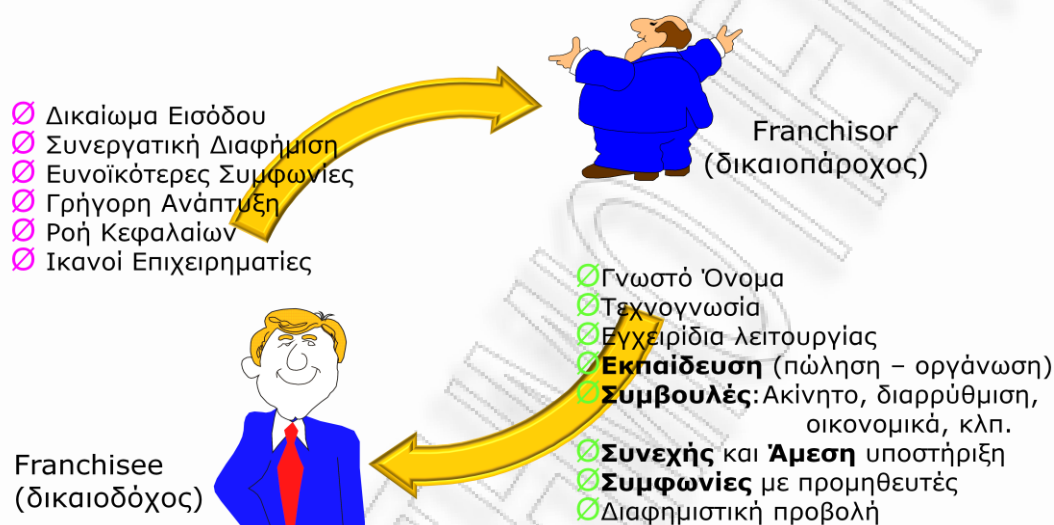 Δικαίωμα Εισόδου
Συνεργατική Διαφήμιση
Ευνοϊκότερες Συμφωνίες
Γρήγορη Ανάπτυξη
Ροή Κεφαλαίων
Ικανοί Επιχειρηματίες
Franchisor
(δικαιοπάροχος)
Γνωστό Όνομα
Τεχνογνωσία
Εγχειρίδια λειτουργίας
Εκπαίδευση (πώληση – οργάνωση)
Συμβουλές: Ακίνητο, διαρρύθμιση,
οικονομικά, κλπ.
Συνεχής και Άμεση υποστήριξη
Συμφωνίες με προμηθευτές
Διαφημιστική προβολή
Franchisee
(δικαιοδόχος)